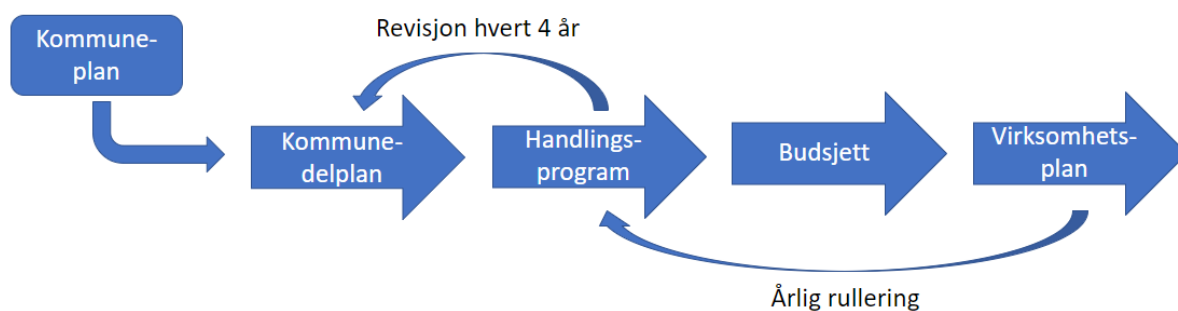 Revisjon hvert 4 år
Kommune-
plan
Kommune-
delplan
Handlings-
program
Budsjett
Virksomhets-
plan
Årlig rullering